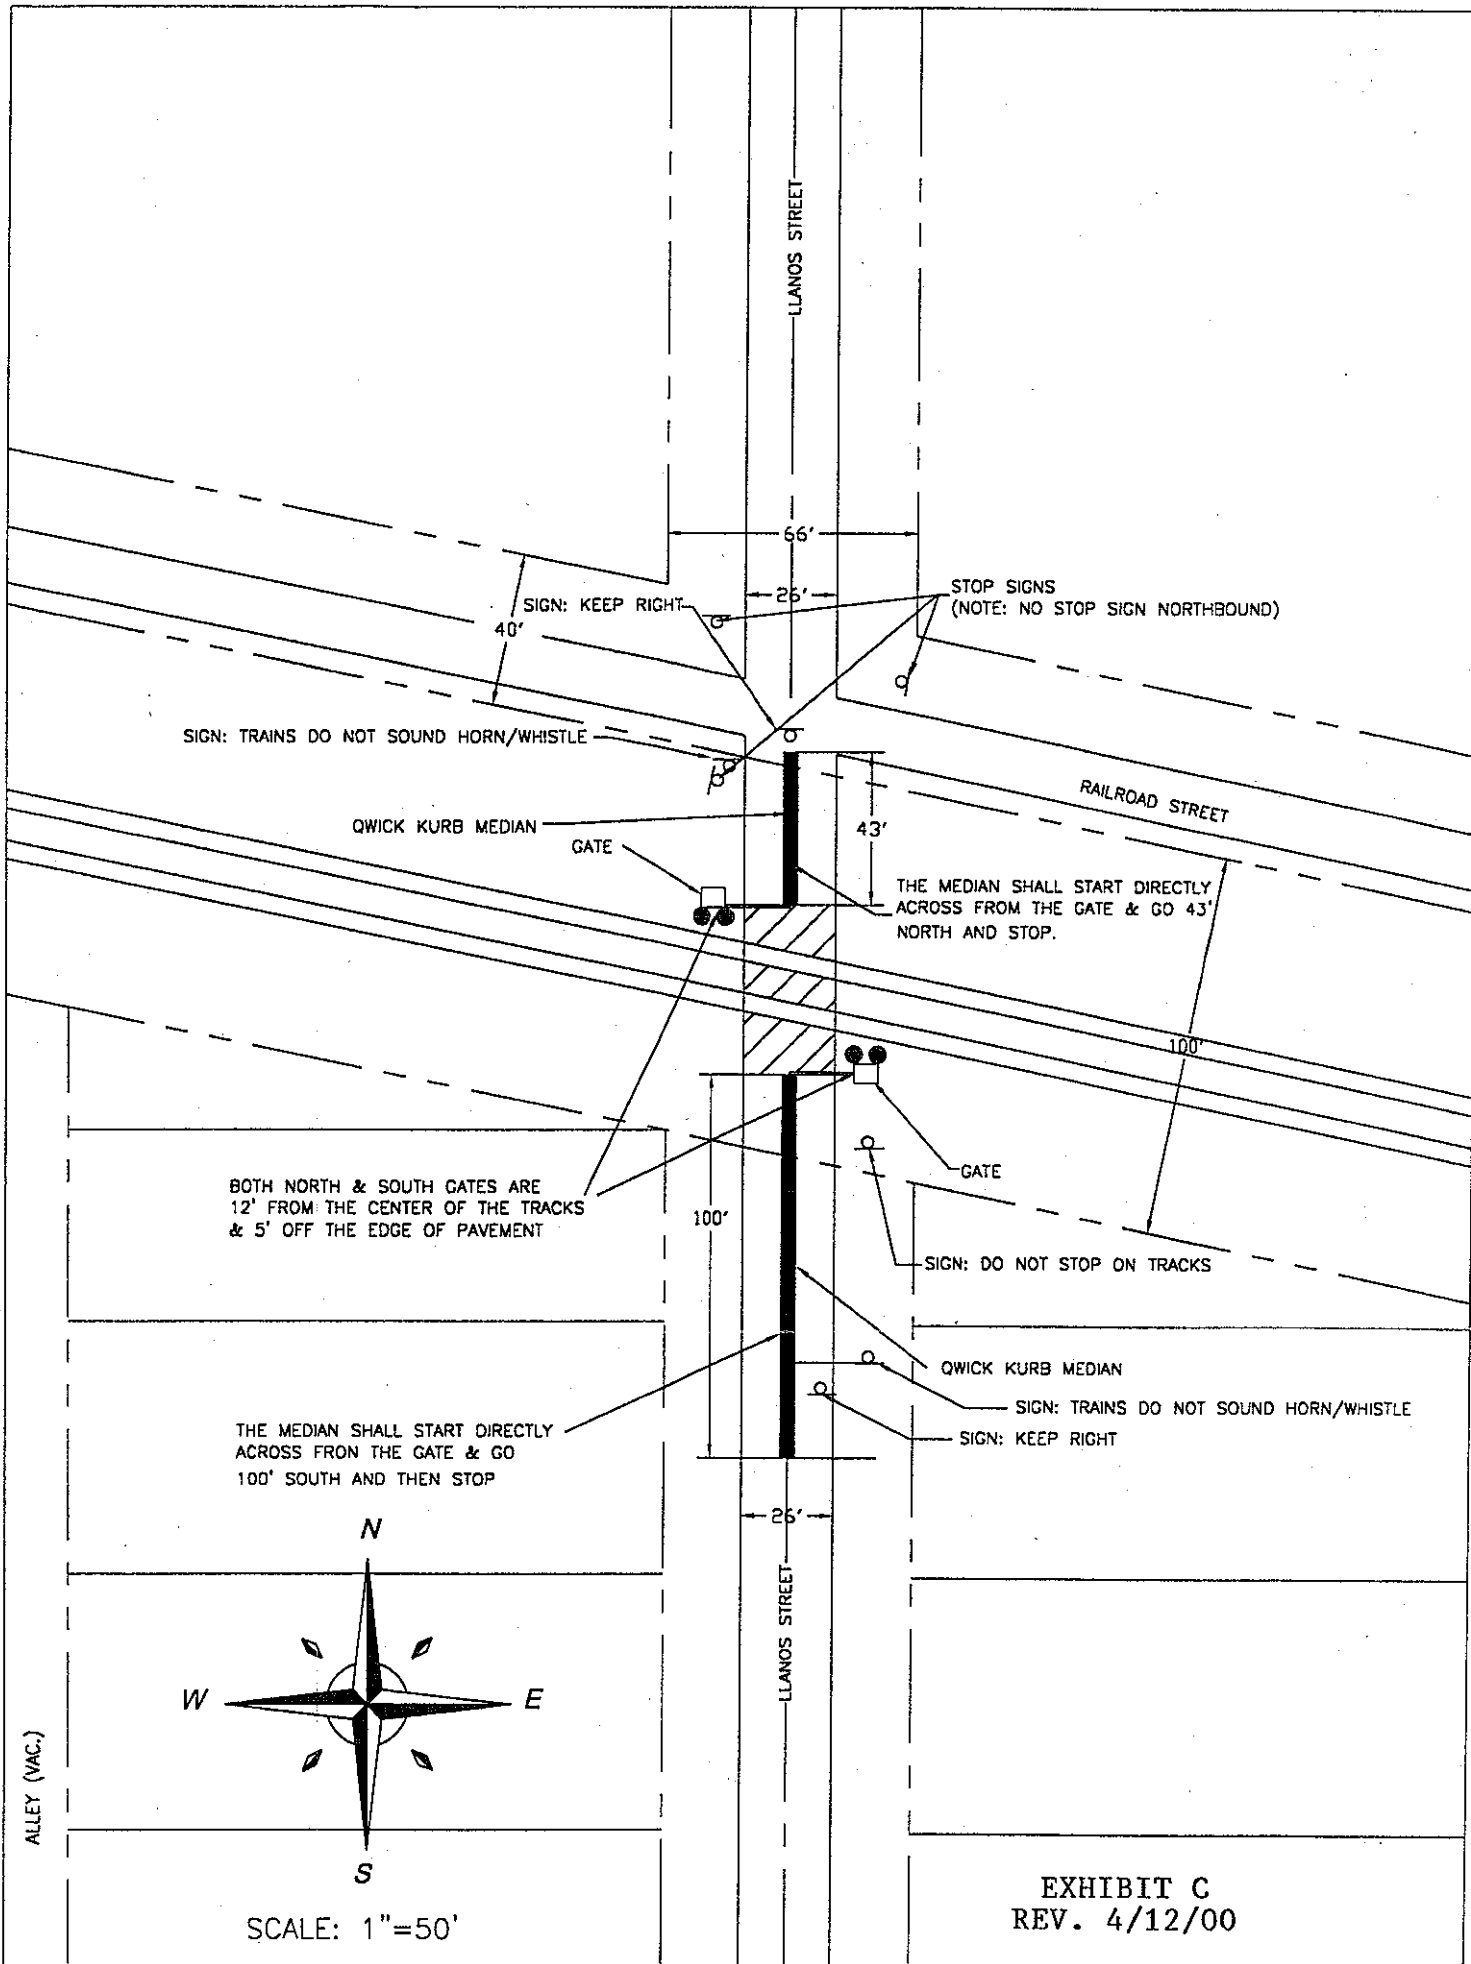 LLANOS STREET
66'
26'
STOP SIGNS
(NOTE: NO STOP SIGN NORTHBOUND)
SIGN: KEEP RIGHT
40'
SIGN: TRAINS DO NOT SOUND HORN/WHISTLE
RAILROAD STREET
QWICK KURB MEDIAN
43'
GATE
THE MEDIAN SHALL START DIRECTLY
ACROSS FROM THE GATE & GO 43'
NORTH AND STOP.
100'
GATE
BOTH NORTH & SOUTH GATES ARE
12' FROM THE CENTER OF THE TRACKS
& 5' OFF THE EDGE OF PAVEMENT
100'
SIGN: DO NOT STOP ON TRACKS
QWICK KURB MEDIAN
SIGN: TRAINS DO NOT SOUND HORN/WHISTLE
SIGN: KEEP RIGHT
THE MEDIAN SHALL START DIRECTLY
ACROSS FRON THE GATE & GO
100' SOUTH AND THEN STOP
26'
LLANOS STREET
N
W
E
S
ALLEY (VAC.)
SCALE: 1"=50'
EXHIBIT C
REV. 4/12/00